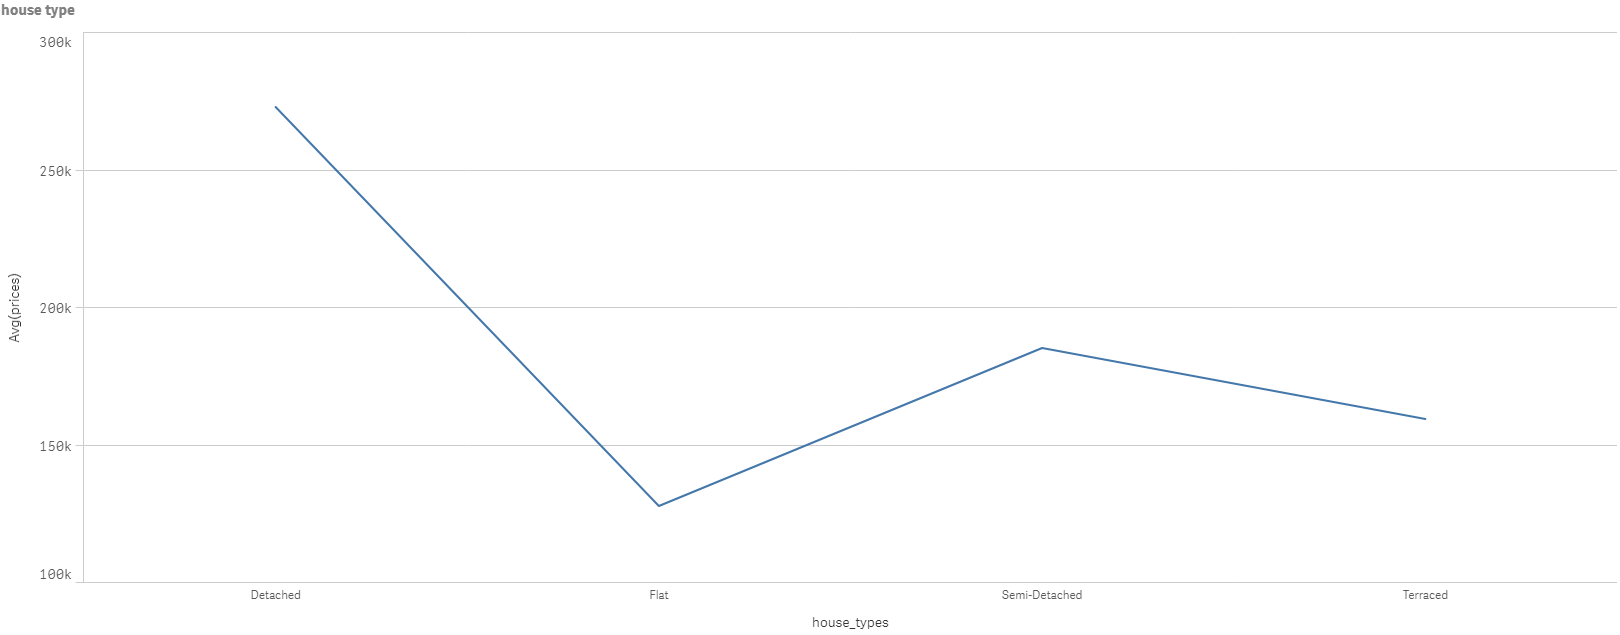 house type
300k
250k
200k
150k
100k
Avg(prices)
Detached Flat Semi-Detached Terraced
house_types